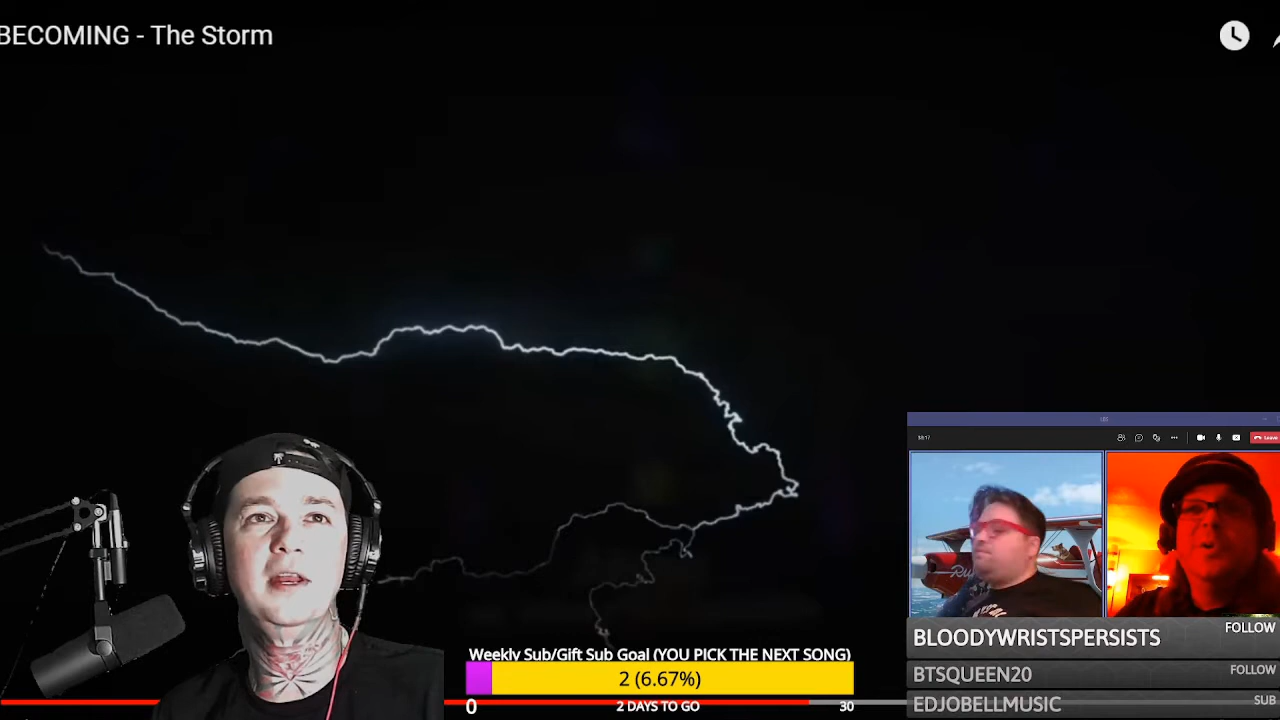 BECOMING - The Storm
Weekly Sub/Gift Sub Goal (YOU PICK THE NEXT SONG)
2 (6.67%)
0
2 DAYS TO GO
30
Leave
BLOODYWRISTSPERSISTS
FOLLOW
BTSQUEEN20
FOLLOW
EDJOBELLMUSIC
SUB